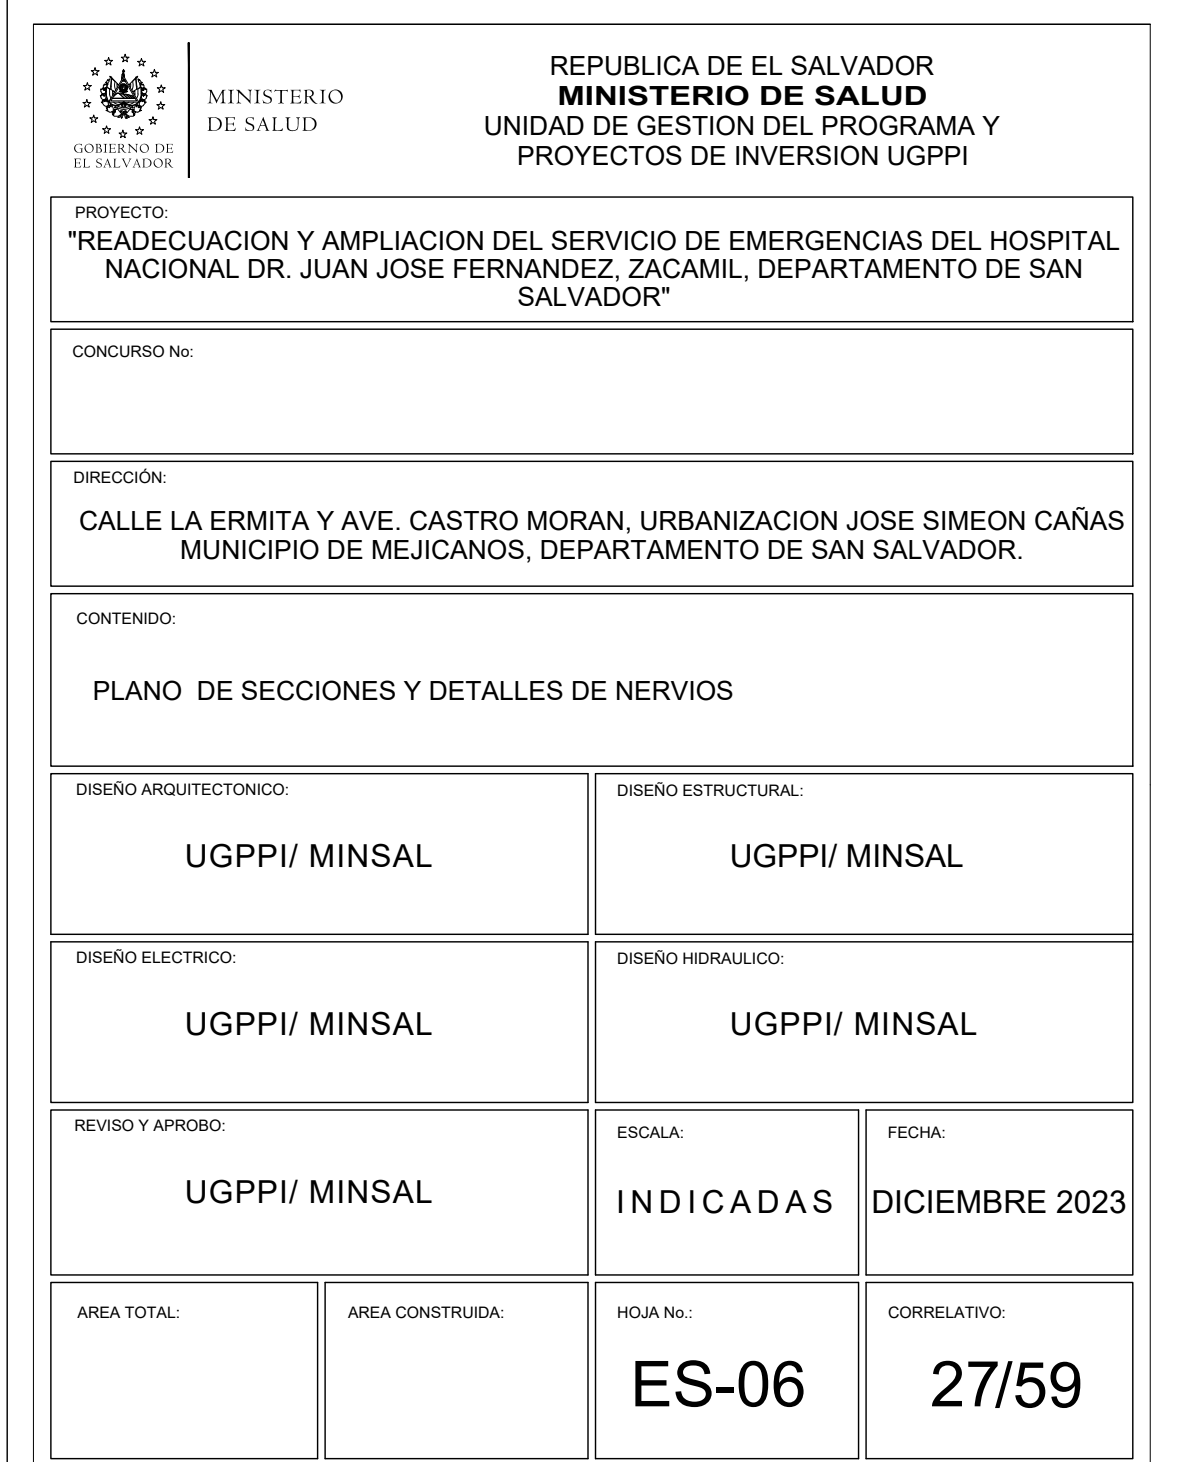 GOBIERNO DE
EL SALVADOR
MINISTERIO
DE SALUD
REPUBLICA DE EL SALVADOR
MINISTERIO DE SALUD
UNIDAD DE GESTION DEL PROGRAMA Y
PROYECTOS DE INVERSION UGPPI
PROYECTO:
"READECUACION Y AMPLIACION DEL SERVICIO DE EMERGENCIAS DEL HOSPITAL
NACIONAL DR. JUAN JOSE FERNANDEZ, ZACAMIL, DEPARTAMENTO DE SAN
SALVADOR"
CONCURSO No:
DIRECCIÓN:
CALLE LA ERMITA Y AVE. CASTRO MORAN, URBANIZACION JOSE SIMEON CAÑAS
MUNICIPIO DE MEJICANOS, DEPARTAMENTO DE SAN SALVADOR.
CONTENIDO:
PLANO DE SECCIONES Y DETALLES DE NERVIOS
DISEÑO ARQUITECTONICO:
UGPPI/ MINSAL
DISEÑO ESTRUCTURAL:
UGPPI/ MINSAL
DISEÑO ELECTRICO:
UGPPI/ MINSAL
DISEÑO HIDRAULICO:
UGPPI/ MINSAL
REVISO Y APROBO:
UGPPI/ MINSAL
ESCALA:
INDICADAS
FECHA:
DICIEMBRE 2023
AREA TOTAL:
AREA CONSTRUIDA:
HOJA No.:
ES-06
CORRELATIVO:
27/59